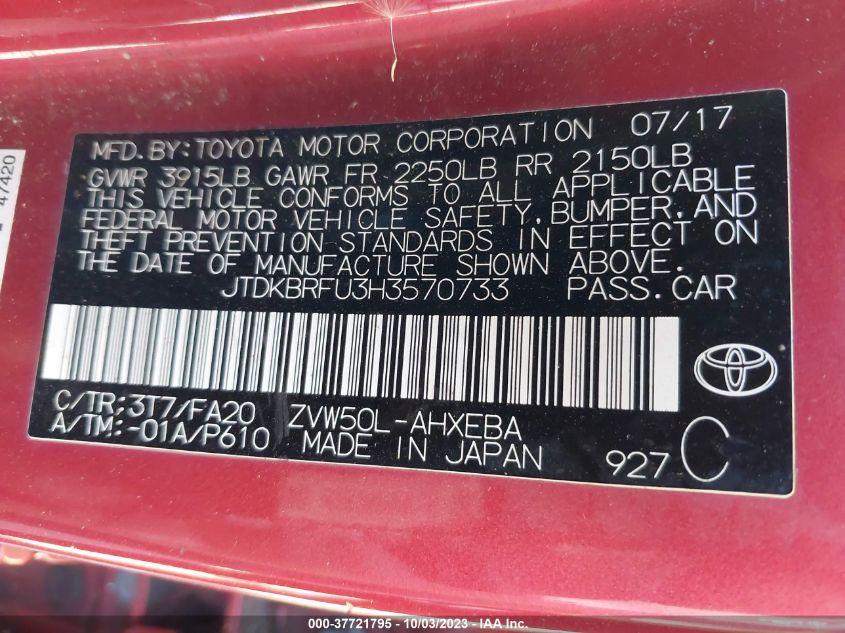 MFD. BY: TOYOTA MOTOR CORPORATION 07/17
GVWR 3915LB GAWR FR 2250LB RR 2150LB
THIS VEHICLE CONFORMS TO ALL APPLICABLE
FEDERAL MOTOR VEHICLE SAFETY, BUMPER, AND
THEFT PREVENTION STANDARDS IN EFFECT ON
THE DATE OF MANUFACTURE SHOWN ABOVE.
JTDKBRFU3H3570733 PASS. CAR
C/TR: 3T7/FA20 ZVW50L-AHXEBA
A/TM: -01A/P610 MADE IN JAPAN 927 C
47420
000-37721795 - 10/03/2023 - IAA Inc.